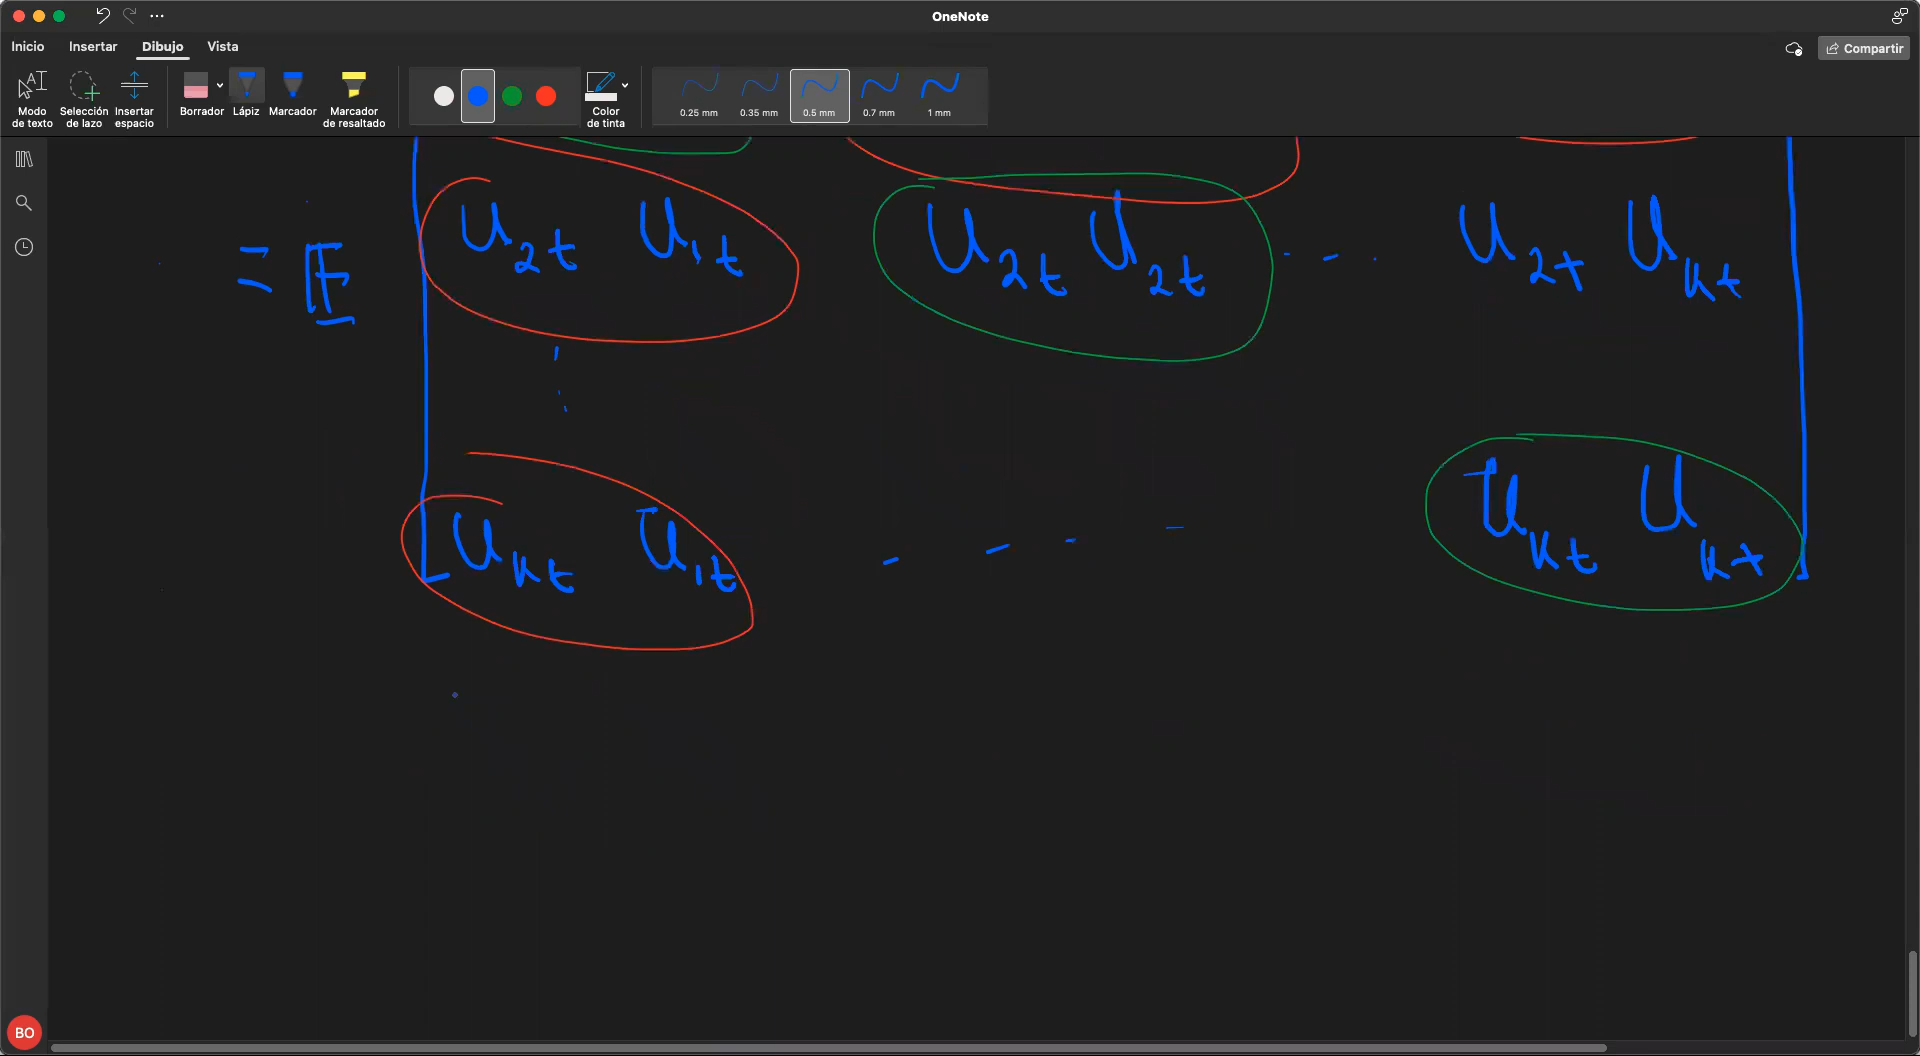 OneNote
Inicio Insertar Dibujo Vista Compartir
Modo de texto Selección de lazo Insertar espacio Borrador Lápiz Marcador Marcador de resaltado Color de tinta 0.25 mm 0.35 mm 0.5 mm 0.7 mm 1 mm
= 𝔼 [ U₂t U₁t U₂t U₂t - - . U₂t Ukt ]
Ukt U₁t - - - - Ukt Ukt
BO